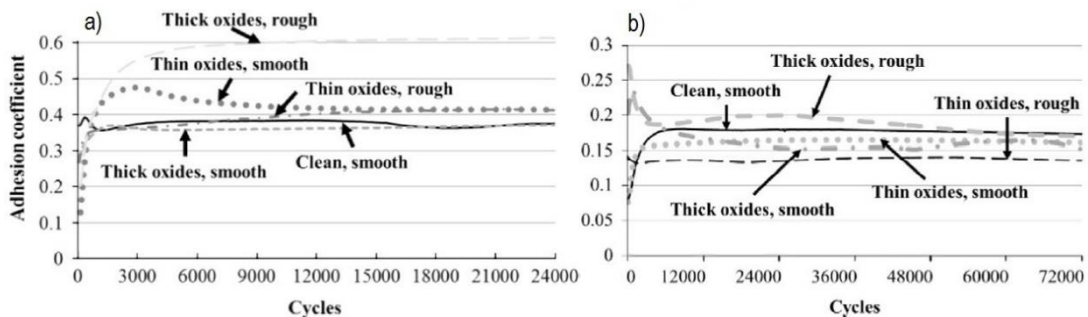 a)
Thick oxides, rough
Thin oxides, smooth
Thin oxides, rough
Thick oxides, smooth
Clean, smooth
Adhesion coefficient
0.6
0.5
0.4
0.3
0.2
0.1
0
0 3000 6000 9000 12000 15000 18000 21000 24000
Cycles
b)
Thick oxides, rough
Clean, smooth
Thin oxides, rough
Thin oxides, smooth
Thick oxides, smooth
0.3
0.25
0.2
0.15
0.1
0.05
0
0 12000 24000 36000 48000 60000 72000
Cycles